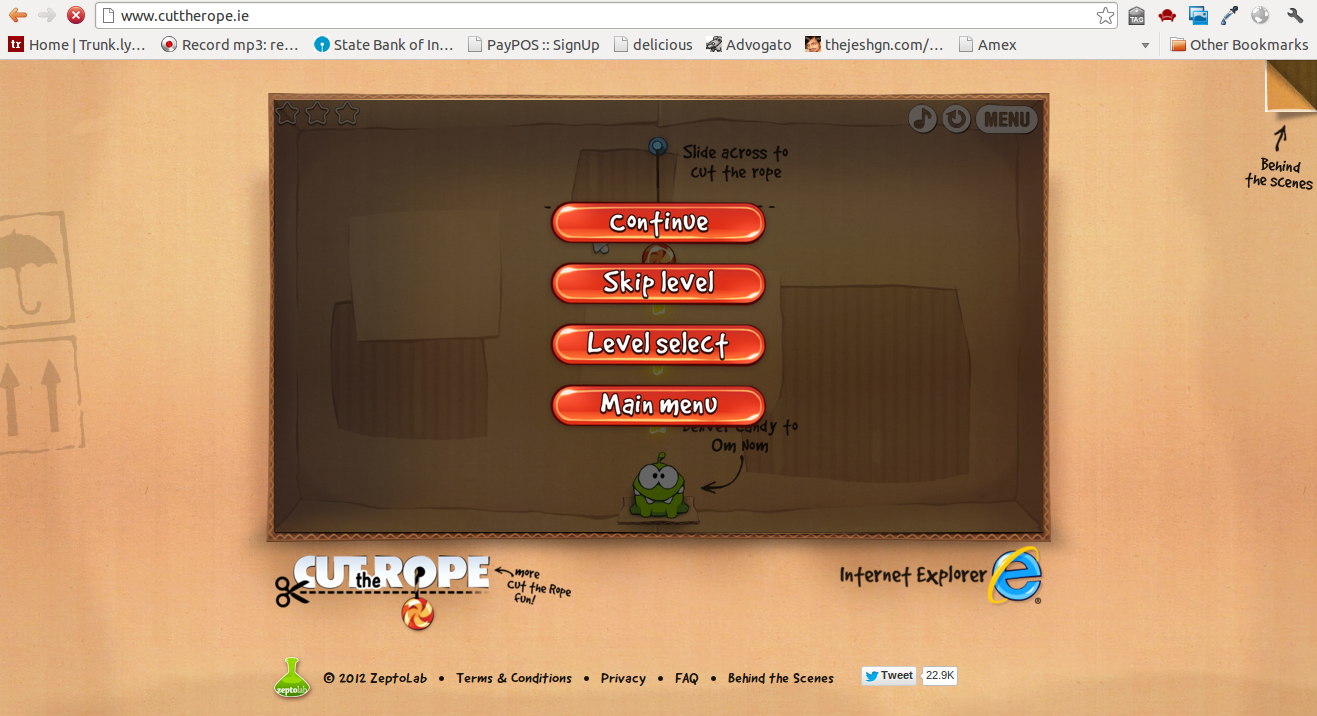 www.cuttherope.ie
TAG
tr Home | Trunk.ly... Record mp3: re... State Bank of In... PayPOS :: SignUp delicious Advogato thejeshgn.com/... Amex Other Bookmarks
MENU
Slide across to
cut the rope
Behind
the scenes
Continue
Skip level
Level select
Main menu
Deliver Candy to
Om Nom
CUT the ROPE
more
Cut the Rope
fun!
Internet Explorer
zeptolab © 2012 ZeptoLab • Terms & Conditions • Privacy • FAQ • Behind the Scenes Tweet 22.9K